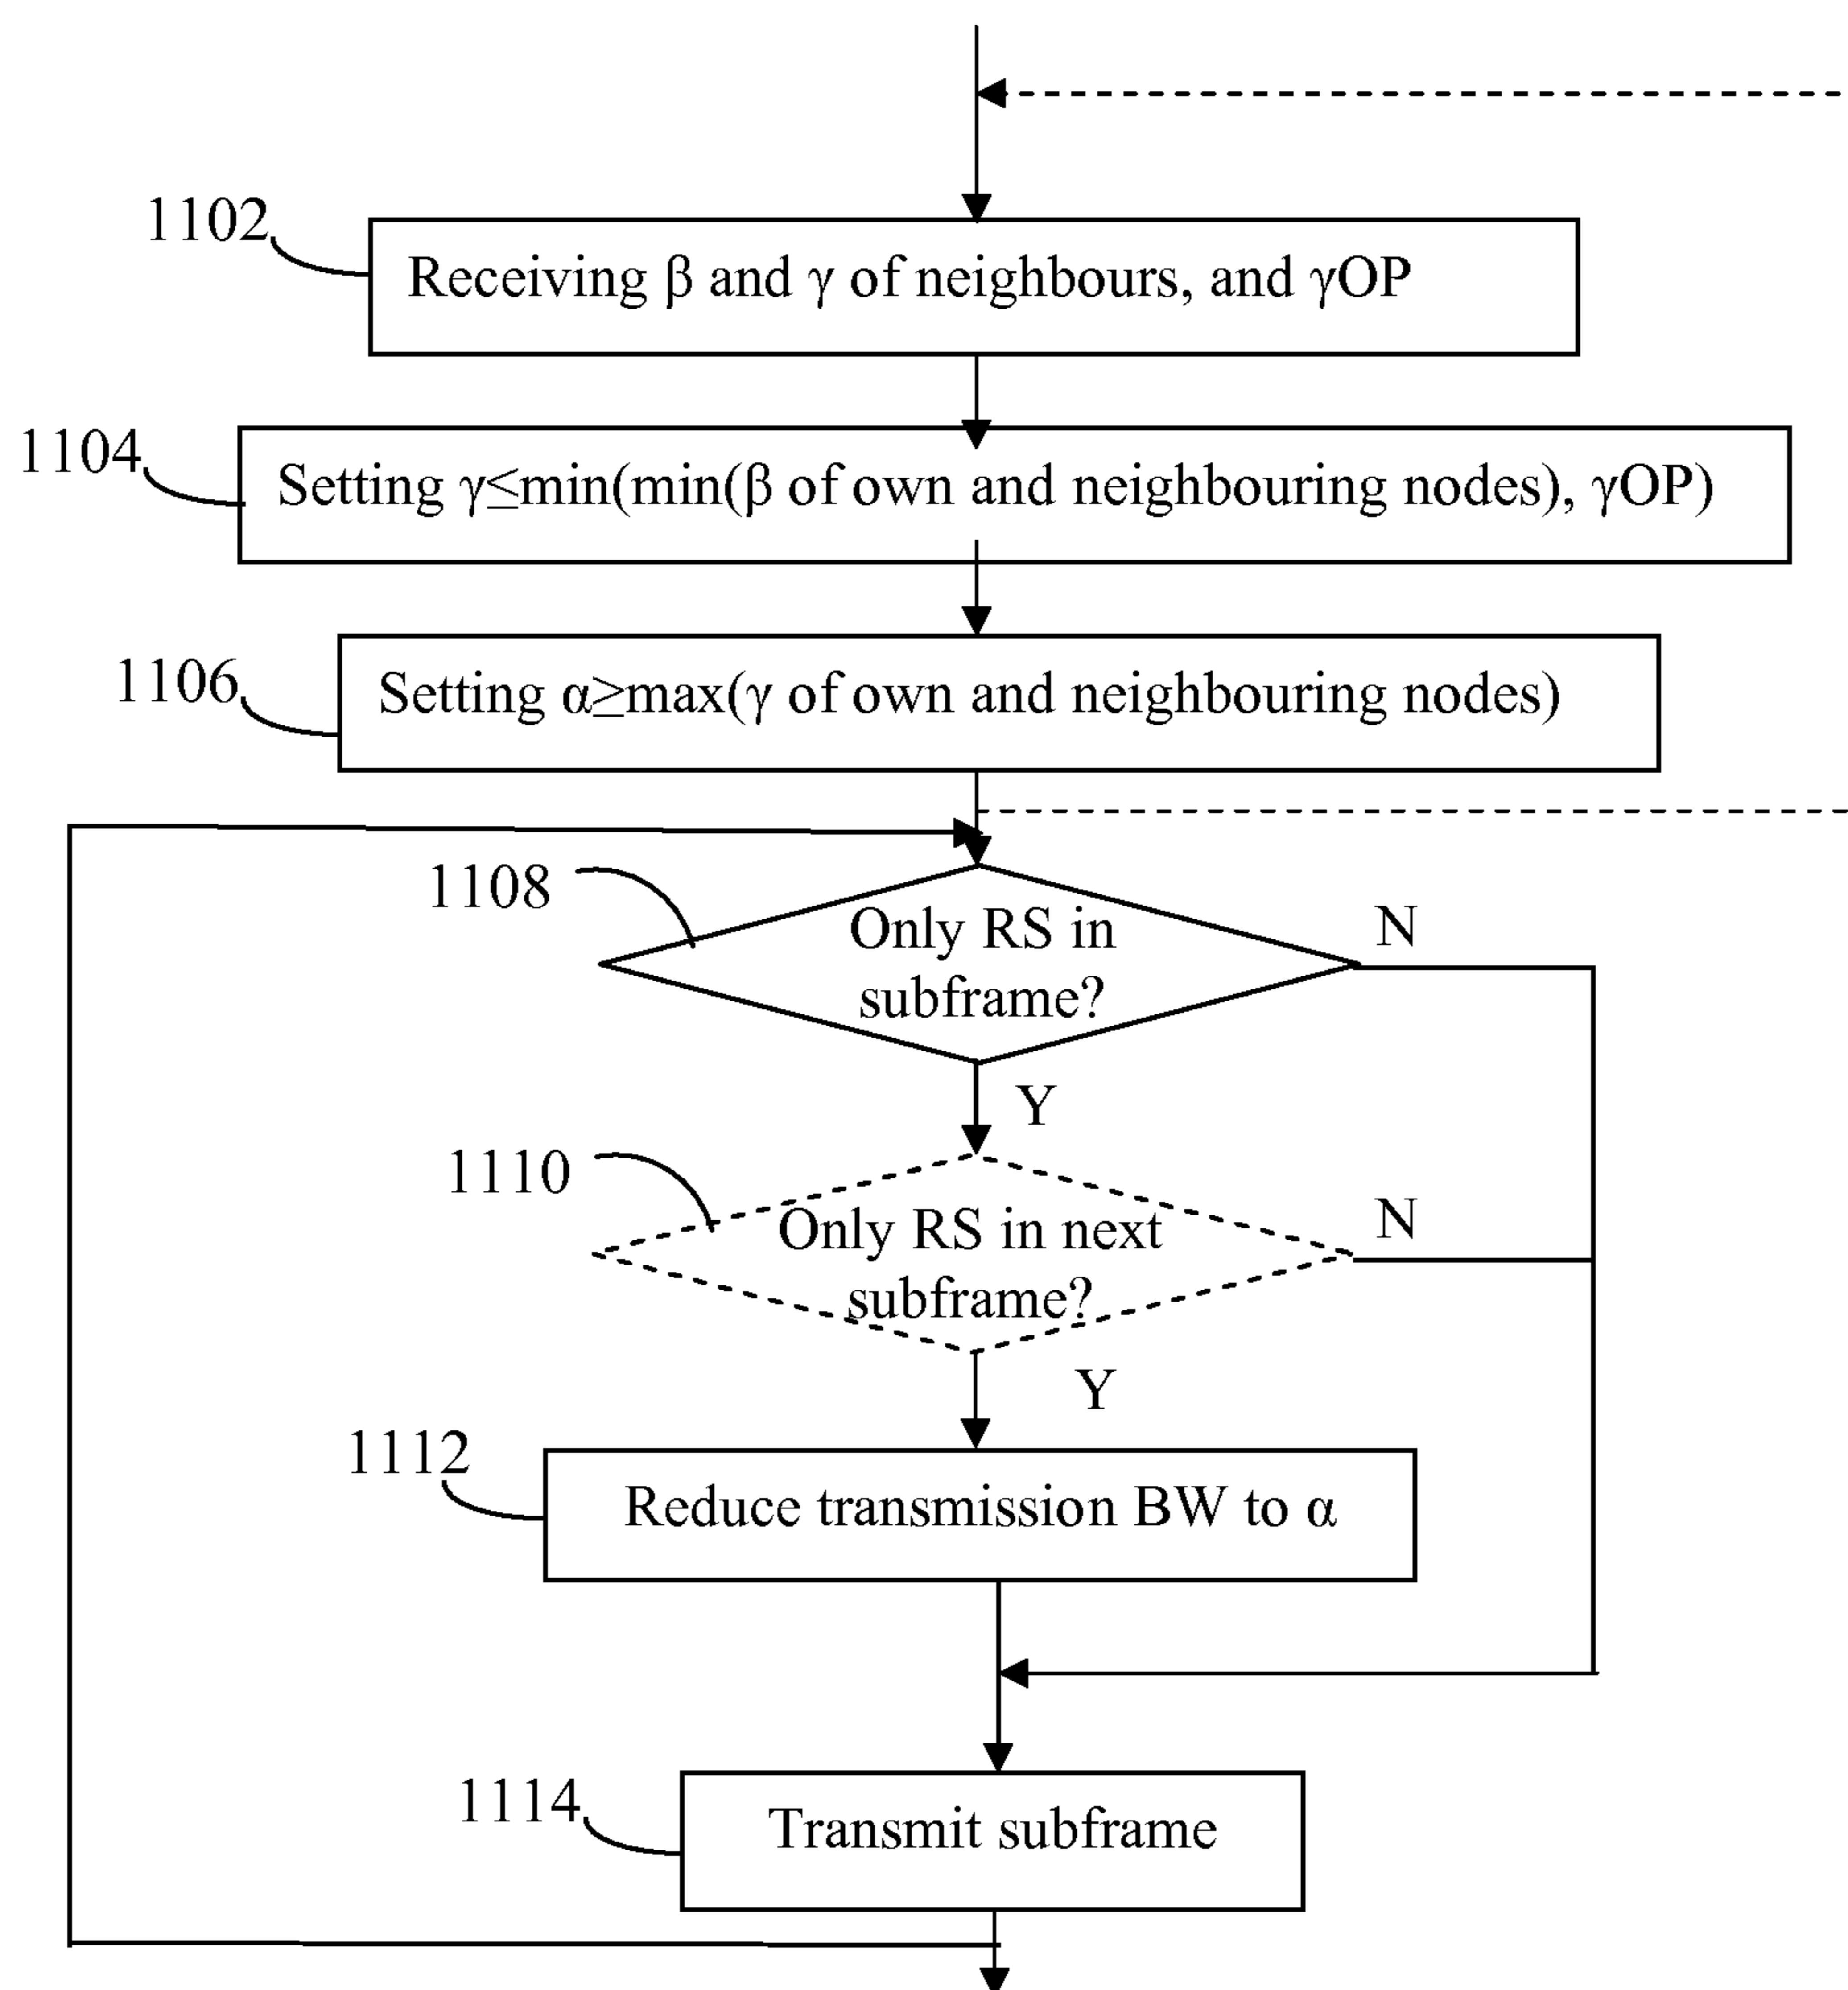 1102
Receiving β and γ of neighbours, and γOP
1104
Setting γ≤min(min(β of own and neighbouring nodes), γOP)
1106
Setting α≥max(γ of own and neighbouring nodes)
1108
Only RS in
subframe?
N
Y
1110
Only RS in next
subframe?
N
Y
1112
Reduce transmission BW to α
1114
Transmit subframe